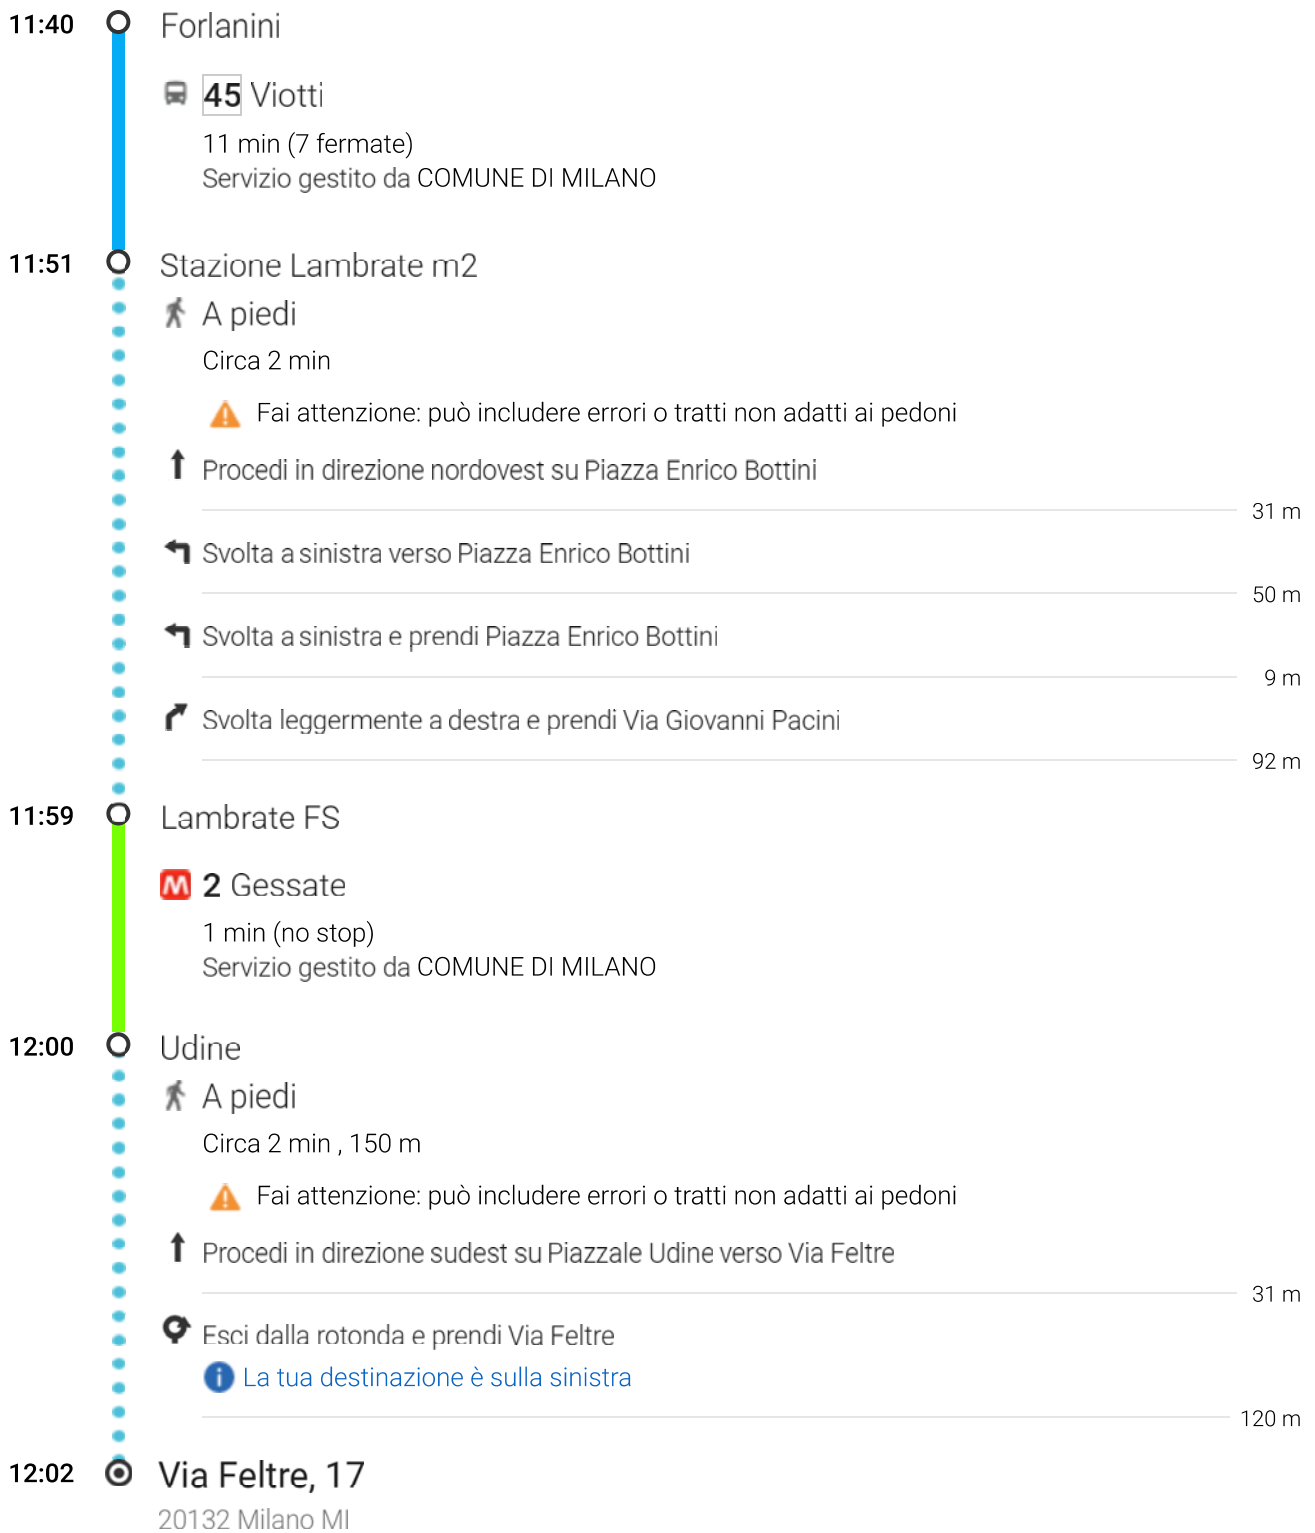 11:40 Forlanini
45 Viotti
11 min (7 fermate)
Servizio gestito da COMUNE DI MILANO
11:51 Stazione Lambrate m2
A piedi
Circa 2 min
Fai attenzione: può includere errori o tratti non adatti ai pedoni
Procedi in direzione nordovest su Piazza Enrico Bottini
31 m
Svolta a sinistra verso Piazza Enrico Bottini
50 m
Svolta a sinistra e prendi Piazza Enrico Bottini
9 m
Svolta leggermente a destra e prendi Via Giovanni Pacini
92 m
11:59 Lambrate FS
M 2 Gessate
1 min (no stop)
Servizio gestito da COMUNE DI MILANO
12:00 Udine
A piedi
Circa 2 min , 150 m
Fai attenzione: può includere errori o tratti non adatti ai pedoni
Procedi in direzione sudest su Piazzale Udine verso Via Feltre
31 m
Esci dalla rotonda e prendi Via Feltre
La tua destinazione è sulla sinistra
120 m
12:02 Via Feltre, 17
20132 Milano MI